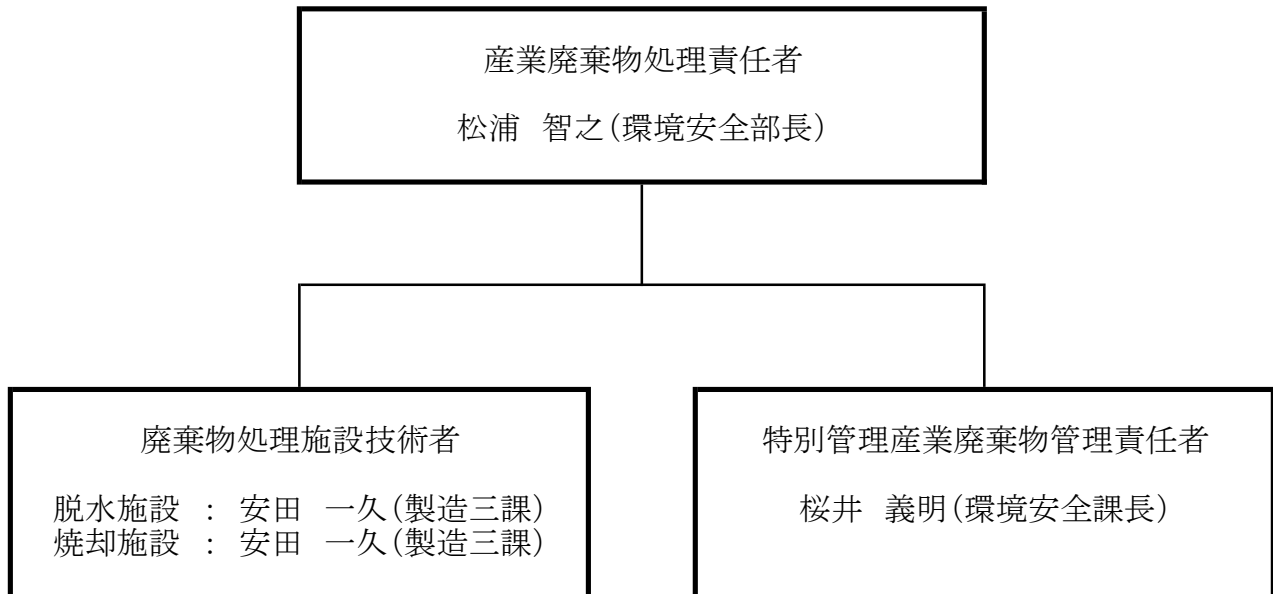 産業廃棄物処理責任者
松浦 智之(環境安全部長)
廃棄物処理施設技術者
脱水施設 : 安田 一久(製造三課)
焼却施設 : 安田 一久(製造三課)
特別管理産業廃棄物管理責任者
桜井 義明(環境安全課長)